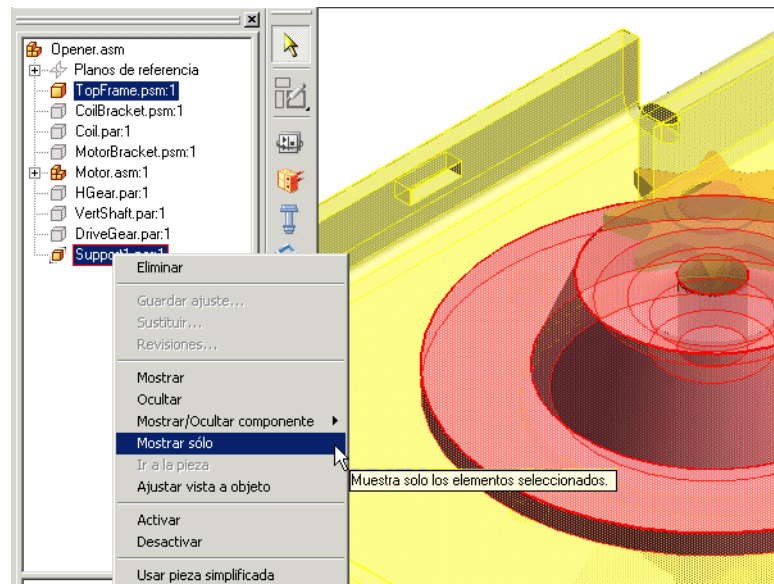 Opener.asm
Planos de referencia
TopFrame.psm:1
CoilBracket.psm:1
Coil.par:1
MotorBracket.psm:1
Motor.asm:1
HGear.par:1
VertShaft.par:1
DriveGear.par:1
Support1.par:1
Eliminar
Guardar ajuste...
Sustituir...
Revisiones...
Mostrar
Ocultar
Mostrar/Ocultar componente
Mostrar sólo
Ir a la pieza
Muestra solo los elementos seleccionados.
Ajustar vista a objeto
Activar
Desactivar
Usar pieza simplificada